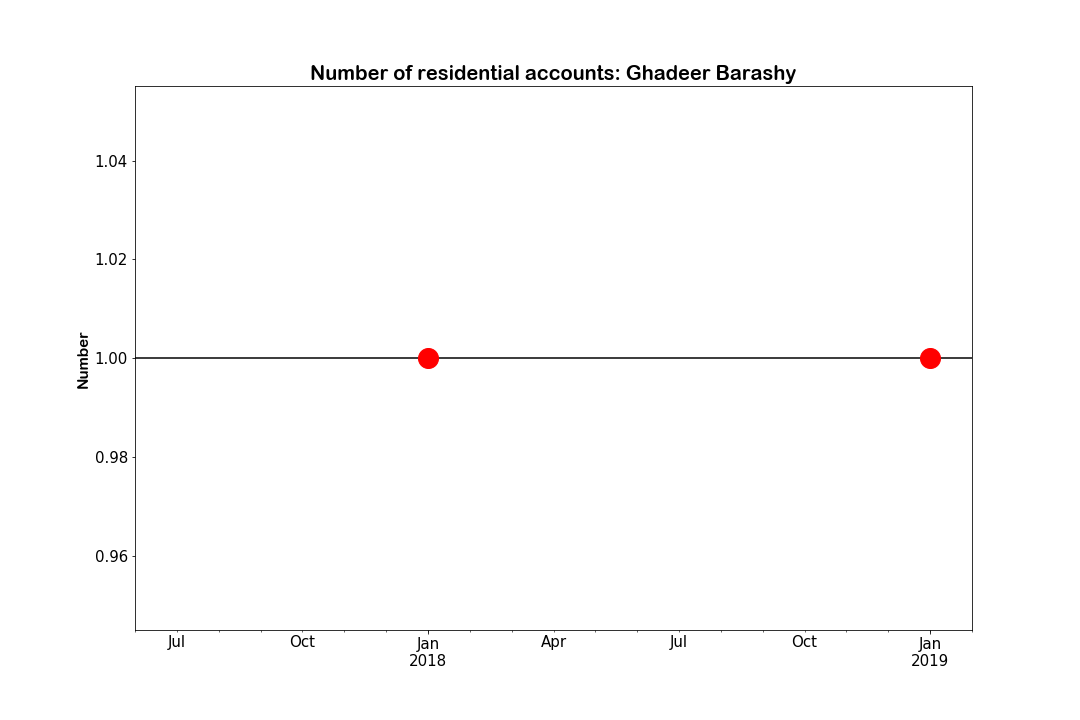 Number of residential accounts: Ghadeer Barashy
1.04
1.02
1.00
0.98
0.96
Number
Jul Oct Jan Apr Jul Oct Jan
2018 2019